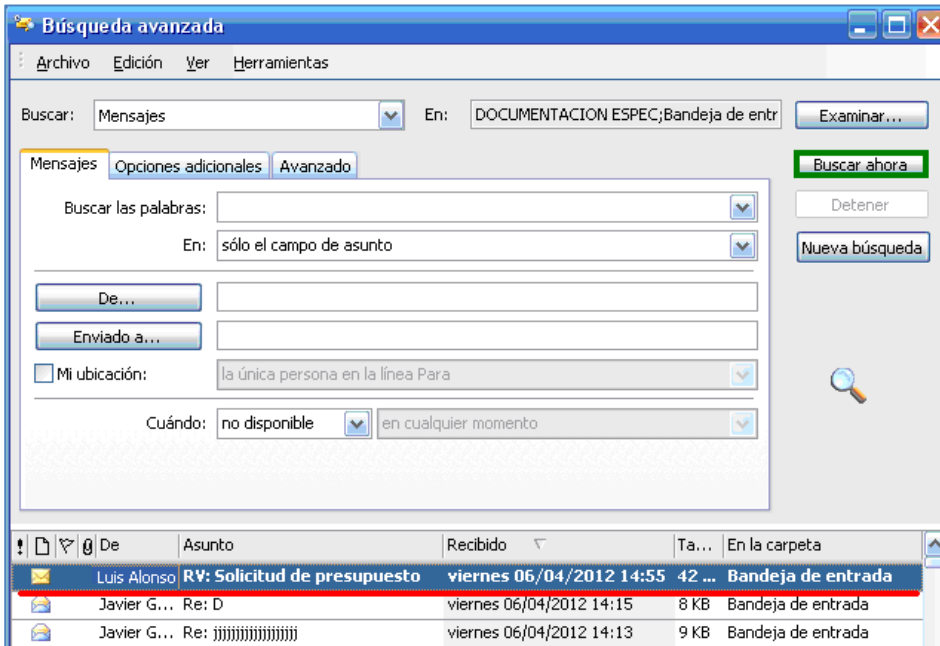 Búsqueda avanzada
Archivo Edición Ver Herramientas
Buscar: Mensajes En: DOCUMENTACION ESPEC;Bandeja de entr Examinar...
Mensajes Opciones adicionales Avanzado Buscar ahora
Buscar las palabras: Detener
En: sólo el campo de asunto Nueva búsqueda
De...
Enviado a...
Mi ubicación: la única persona en la línea Para
Cuándo: no disponible en cualquier momento
! De Asunto Recibido Ta... En la carpeta
Luis Alonso RV: Solicitud de presupuesto viernes 06/04/2012 14:55 42 ... Bandeja de entrada
Javier G... Re: D viernes 06/04/2012 14:15 8 KB Bandeja de entrada
Javier G... Re: jjjjjjjjjjjjjjjjjjj viernes 06/04/2012 14:13 9 KB Bandeja de entrada